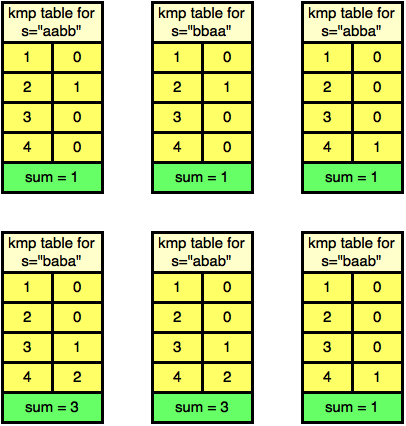 kmp table for
s="aabb"
1 0
2 1
3 0
4 0
sum = 1
kmp table for
s="bbaa"
1 0
2 1
3 0
4 0
sum = 1
kmp table for
s="abba"
1 0
2 0
3 0
4 1
sum = 1
kmp table for
s="baba"
1 0
2 0
3 1
4 2
sum = 3
kmp table for
s="abab"
1 0
2 0
3 1
4 2
sum = 3
kmp table for
s="baab"
1 0
2 0
3 0
4 1
sum = 1